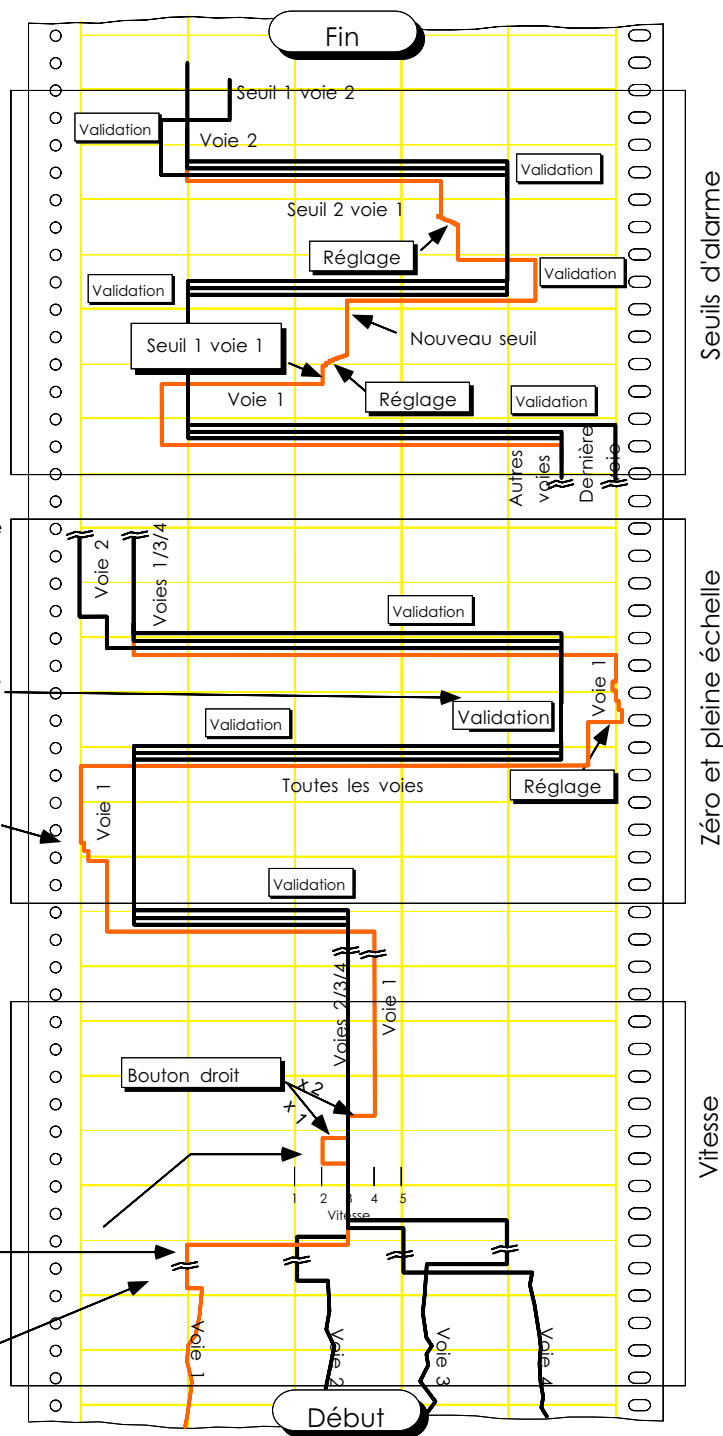 Fin
Seuil 1 voie 2
Validation
Voie 2
Validation
Seuil 2 voie 1
Réglage
Validation
Validation
Nouveau seuil
Seuil 1 voie 1
Réglage
Voie 1
Validation
Autres
voies
Dernière
voie
Seuils d'alarme
Voie 2
Voies 1/3/4
Validation
Voie 1
Validation
Validation
Toutes les voies
Réglage
Voie 1
Validation
Zéro et pleine échelle
Voies 2/3/4
Voie 1
Bouton droit
X 2
X 1
1 2 3 4 5
Vitesse
Vitesse
Voie 1
Voie 2
Voie 3
Voie 4
Début